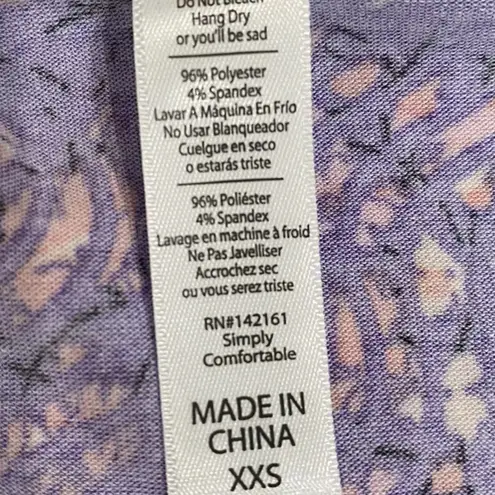 Do Not Bleach
Hang Dry
or you'll be sad
96% Polyester
4% Spandex
Lavar A Máquina En Frío
No Usar Blanqueador
Cuelgue en seco
o estarás triste
96% Poliéster
4% Spandex
Lavage en machine à froid
Ne Pas Javelliser
Accrochez sec
ou vous serez triste
RN#142161
Simply
Comfortable
MADE IN
CHINA
XXS